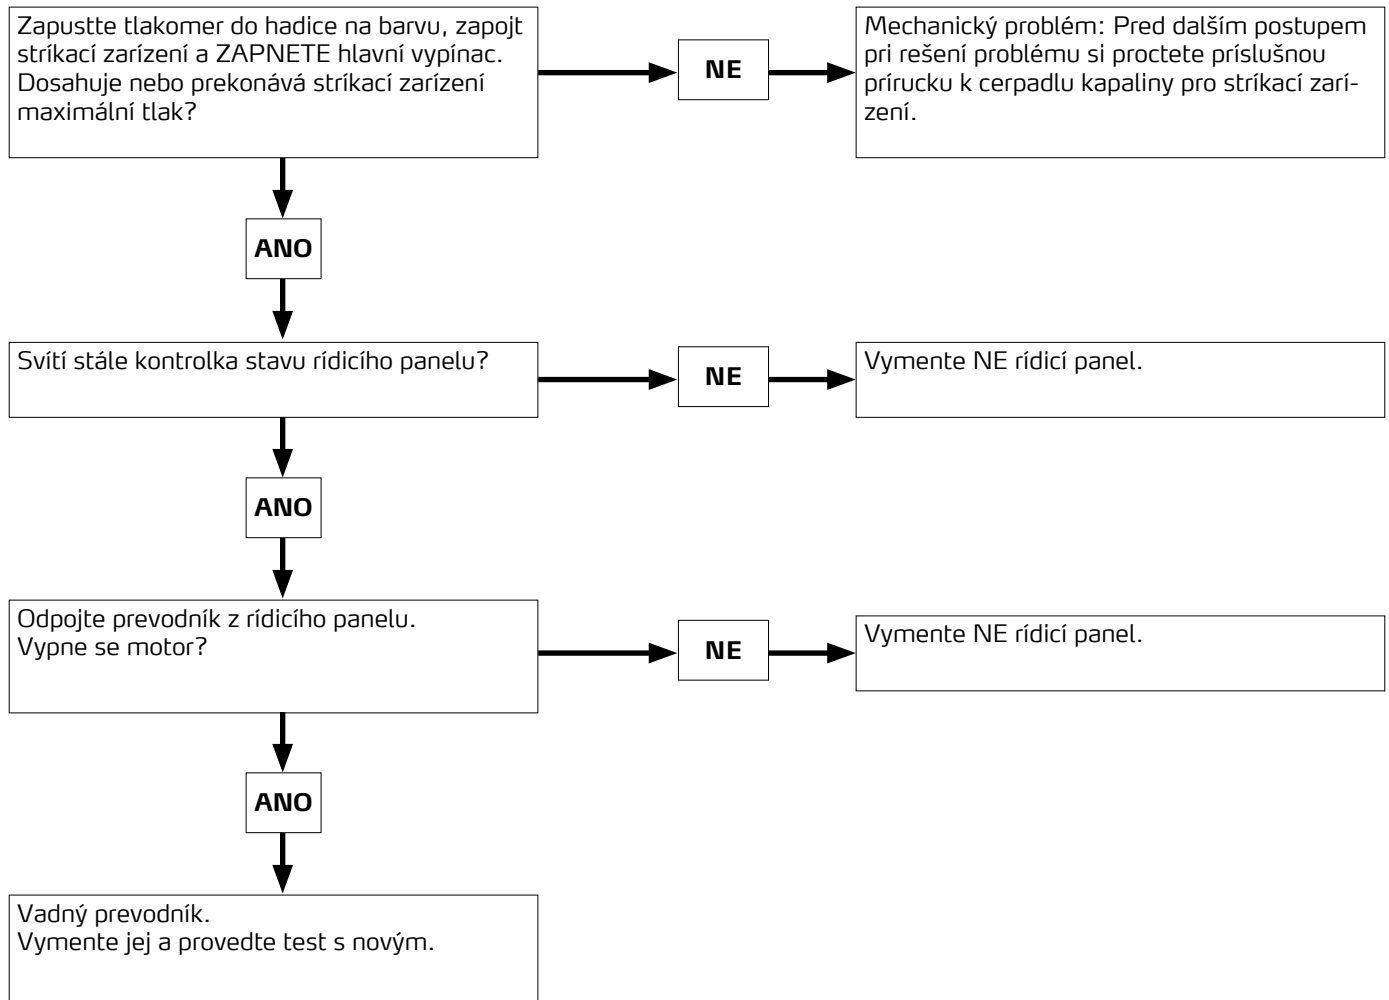 Zapustte tlakomer do hadice na barvu, zapojt
stríkací zarízení a ZAPNETE hlavní vypínac.
Dosahuje nebo prekonává stríkací zarízení
maximální tlak?
NE
Mechanický problém: Pred dalším postupem
pri rešení problému si proctete príslušnou
prírucku k cerpadlu kapaliny pro stríkací zarí-
zení.
ANO
Svítí stále kontrolka stavu rídicího panelu?
NE
Vymente NE rídicí panel.
ANO
Odpojte prevodník z rídicího panelu.
Vypne se motor?
NE
Vymente NE rídicí panel.
ANO
Vadný prevodník.
Vymente jej a provedte test s novým.